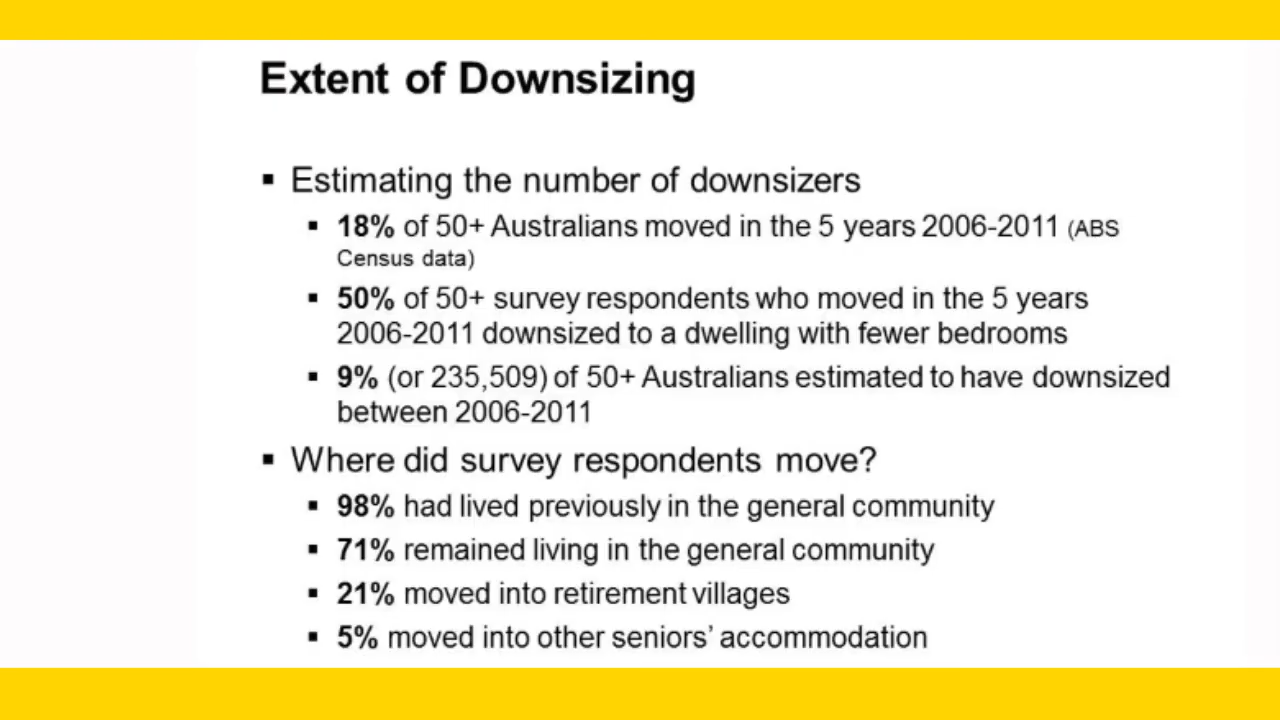 Extent of Downsizing
▪ Estimating the number of downsizers
▪ 18% of 50+ Australians moved in the 5 years 2006-2011 (ABS
Census data)
▪ 50% of 50+ survey respondents who moved in the 5 years
2006-2011 downsized to a dwelling with fewer bedrooms
▪ 9% (or 235,509) of 50+ Australians estimated to have downsized
between 2006-2011
▪ Where did survey respondents move?
▪ 98% had lived previously in the general community
▪ 71% remained living in the general community
▪ 21% moved into retirement villages
▪ 5% moved into other seniors’ accommodation